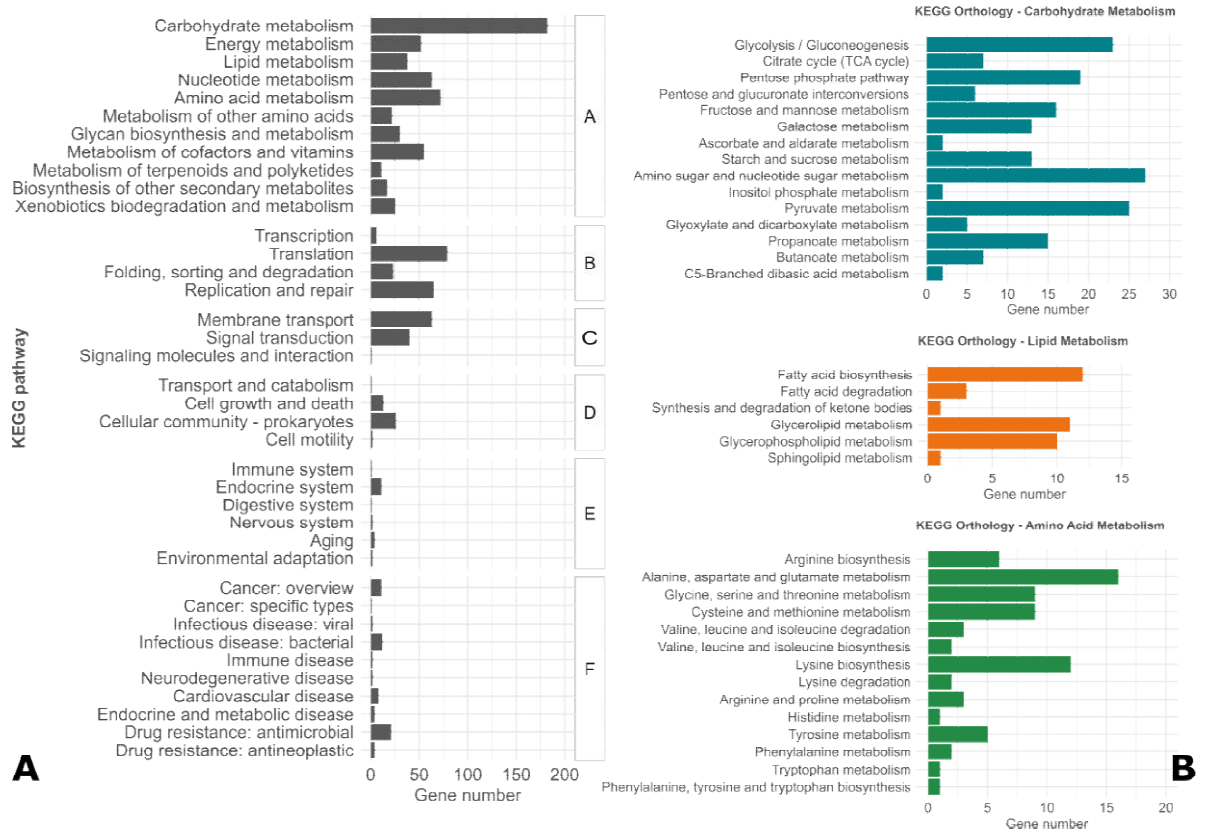 KEGG pathway
Carbohydrate metabolism
Energy metabolism
Lipid metabolism
Nucleotide metabolism
Amino acid metabolism
Metabolism of other amino acids
Glycan biosynthesis and metabolism
Metabolism of cofactors and vitamins
Metabolism of terpenoids and polyketides
Biosynthesis of other secondary metabolites
Xenobiotics biodegradation and metabolism
A
Transcription
Translation
Folding, sorting and degradation
Replication and repair
B
Membrane transport
Signal transduction
Signaling molecules and interaction
C
Transport and catabolism
Cell growth and death
Cellular community - prokaryotes
Cell motility
D
Immune system
Endocrine system
Digestive system
Nervous system
Aging
Environmental adaptation
E
Cancer: overview
Cancer: specific types
Infectious disease: viral
Infectious disease: bacterial
Immune disease
Neurodegenerative disease
Cardiovascular disease
Endocrine and metabolic disease
Drug resistance: antimicrobial
Drug resistance: antineoplastic
F
0 50 100 150 200
Gene number
A
KEGG Orthology - Carbohydrate Metabolism
Glycolysis / Gluconeogenesis
Citrate cycle (TCA cycle)
Pentose phosphate pathway
Pentose and glucuronate interconversions
Fructose and mannose metabolism
Galactose metabolism
Ascorbate and aldarate metabolism
Starch and sucrose metabolism
Amino sugar and nucleotide sugar metabolism
Inositol phosphate metabolism
Pyruvate metabolism
Glyoxylate and dicarboxylate metabolism
Propanoate metabolism
Butanoate metabolism
C5-Branched dibasic acid metabolism
0 5 10 15 20 25 30
Gene number
KEGG Orthology - Lipid Metabolism
Fatty acid biosynthesis
Fatty acid degradation
Synthesis and degradation of ketone bodies
Glycerolipid metabolism
Glycerophospholipid metabolism
Sphingolipid metabolism
0 5 10 15
Gene number
KEGG Orthology - Amino Acid Metabolism
Arginine biosynthesis
Alanine, aspartate and glutamate metabolism
Glycine, serine and threonine metabolism
Cysteine and methionine metabolism
Valine, leucine and isoleucine degradation
Valine, leucine and isoleucine biosynthesis
Lysine biosynthesis
Lysine degradation
Arginine and proline metabolism
Histidine metabolism
Tyrosine metabolism
Phenylalanine metabolism
Tryptophan metabolism
Phenylalanine, tyrosine and tryptophan biosynthesis
0 5 10 15 20
Gene number
B